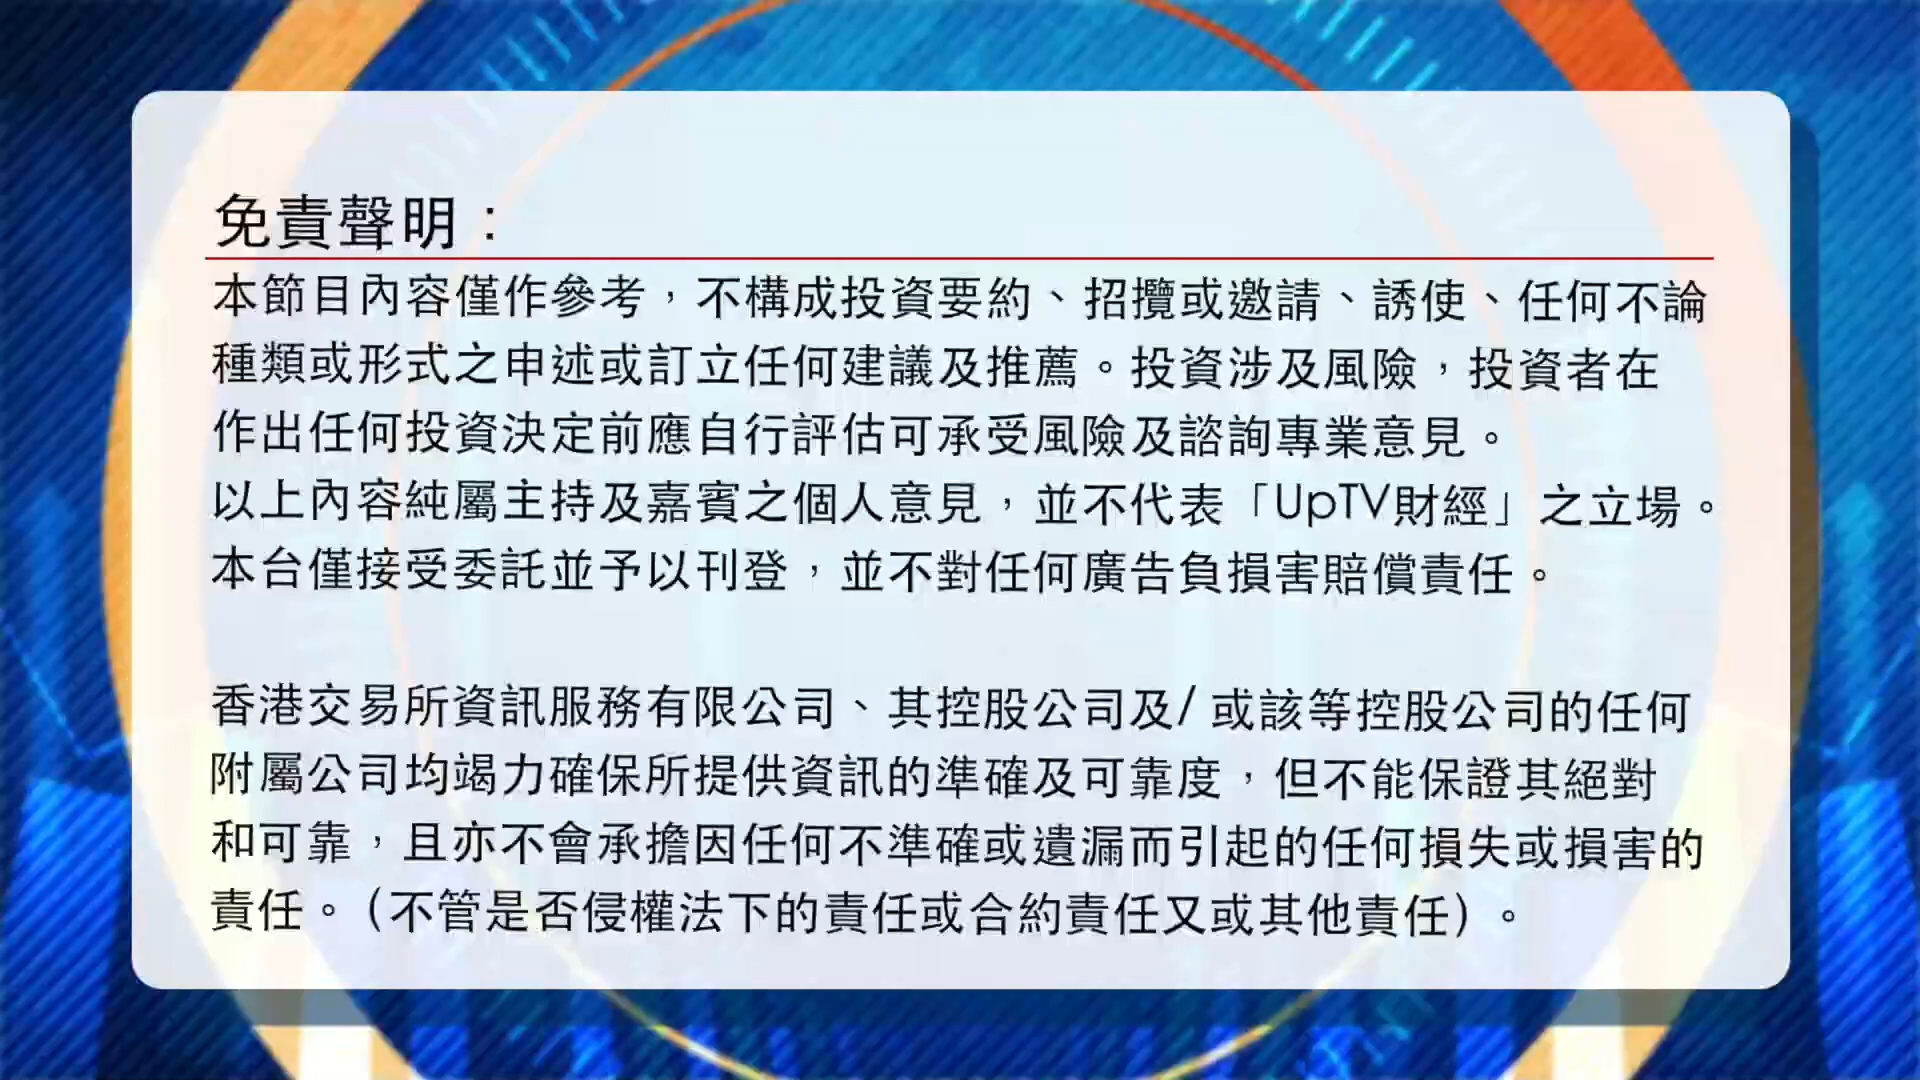 免責聲明：
本節目內容僅作參考，不構成投資要約、招攬或邀請、誘使、任何不論
種類或形式之申述或訂立任何建議及推薦。投資涉及風險，投資者在
作出任何投資決定前應自行評估可承受風險及諮詢專業意見。
以上內容純屬主持及嘉賓之個人意見，並不代表「UpTV財經」之立場。
本台僅接受委託並予以刊登，並不對任何廣告負損害賠償責任。
香港交易所資訊服務有限公司、其控股公司及/ 或該等控股公司的任何
附屬公司均竭力確保所提供資訊的準確及可靠度，但不能保證其絕對
和可靠，且亦不會承擔因任何不準確或遺漏而引起的任何損失或損害的
責任。（不管是否侵權法下的責任或合約責任又或其他責任）。